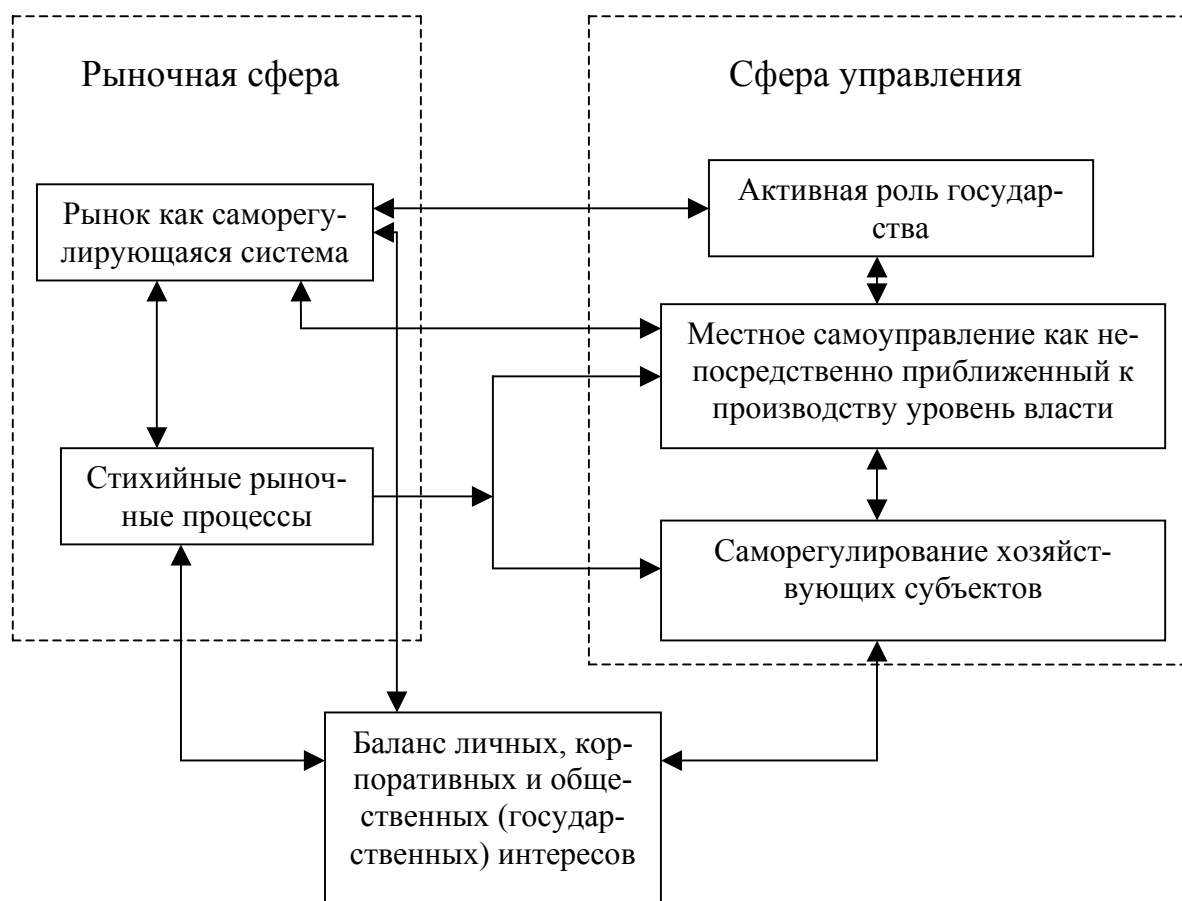 Рыночная сфера
Сфера управления
Рынок как саморегу-
лирующаяся система
Активная роль государ-
ства
Местное самоуправление как не-
посредственно приближенный к
производству уровень власти
Стихийные рыноч-
ные процессы
Саморегулирование хозяйст-
вующих субъектов
Баланс личных, кор-
поративных и обще-
ственных (государ-
ственных) интересов